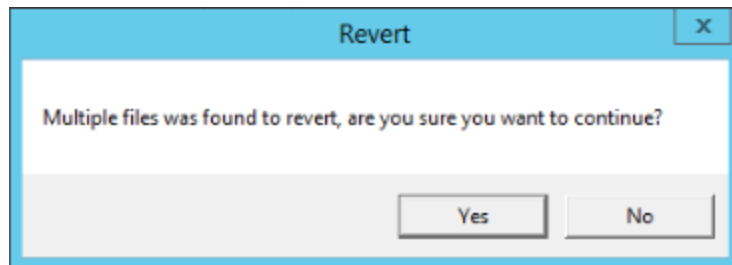 Revert
x
Multiple files was found to revert, are you sure you want to continue?
Yes
No